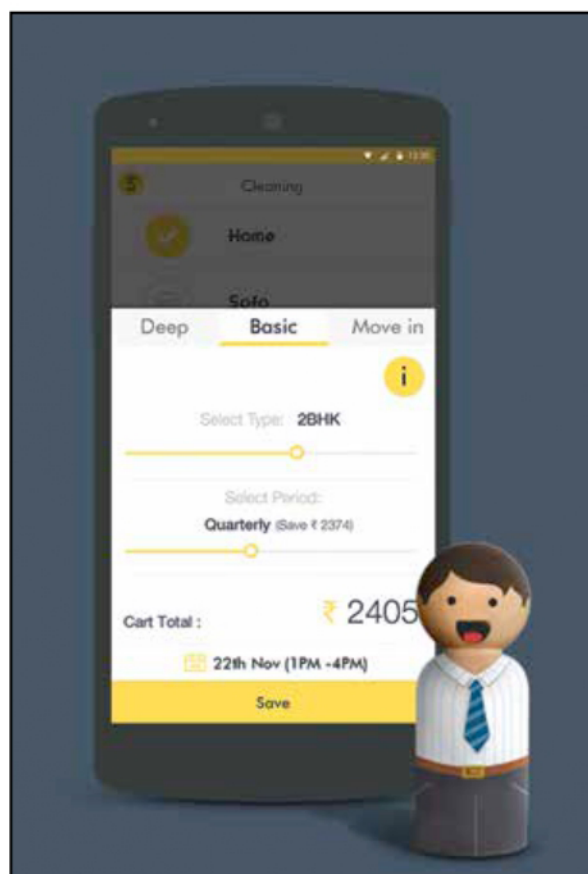 Cleaning
Home
Sofa
Deep Basic Move in
i
Select Type: 2BHK
Select Period:
Quarterly (Save ₹ 2374)
Cart Total : ₹ 2405
22th Nov (1PM -4PM)
Save